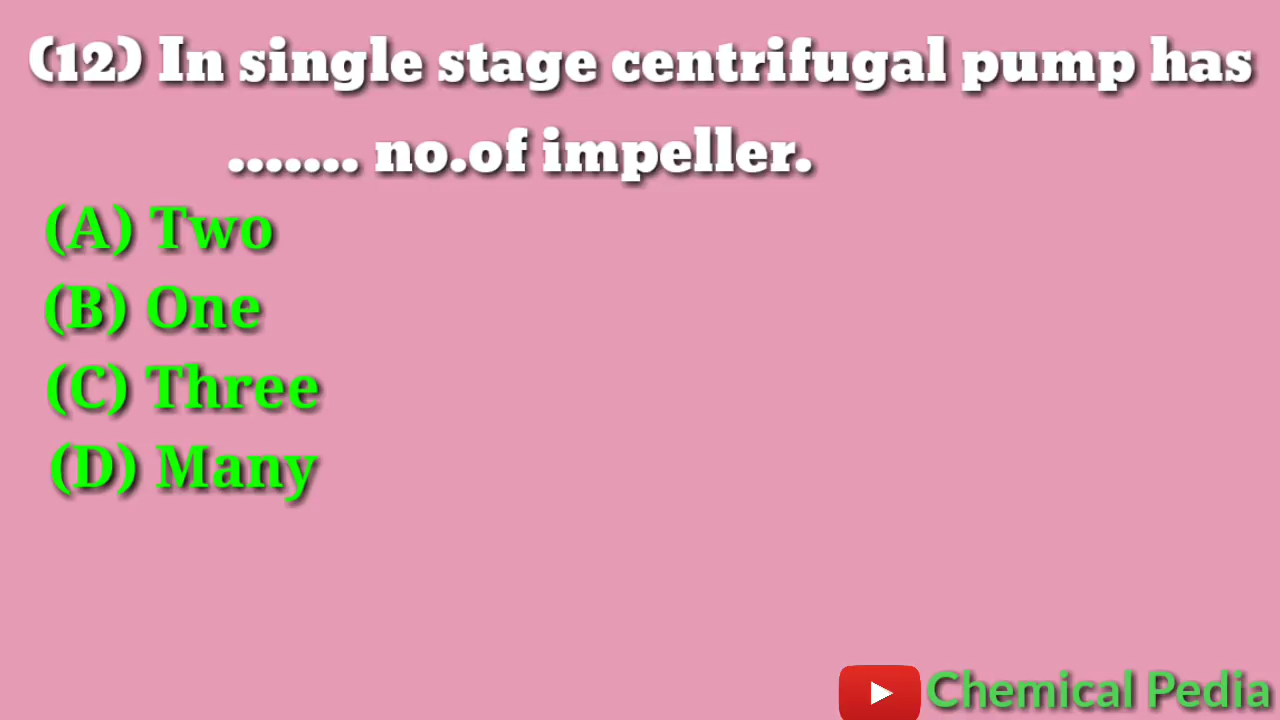 (12) In single stage centrifugal pump has
....... no.of impeller.
(A) Two
(B) One
(C) Three
(D) Many
Chemical Pedia